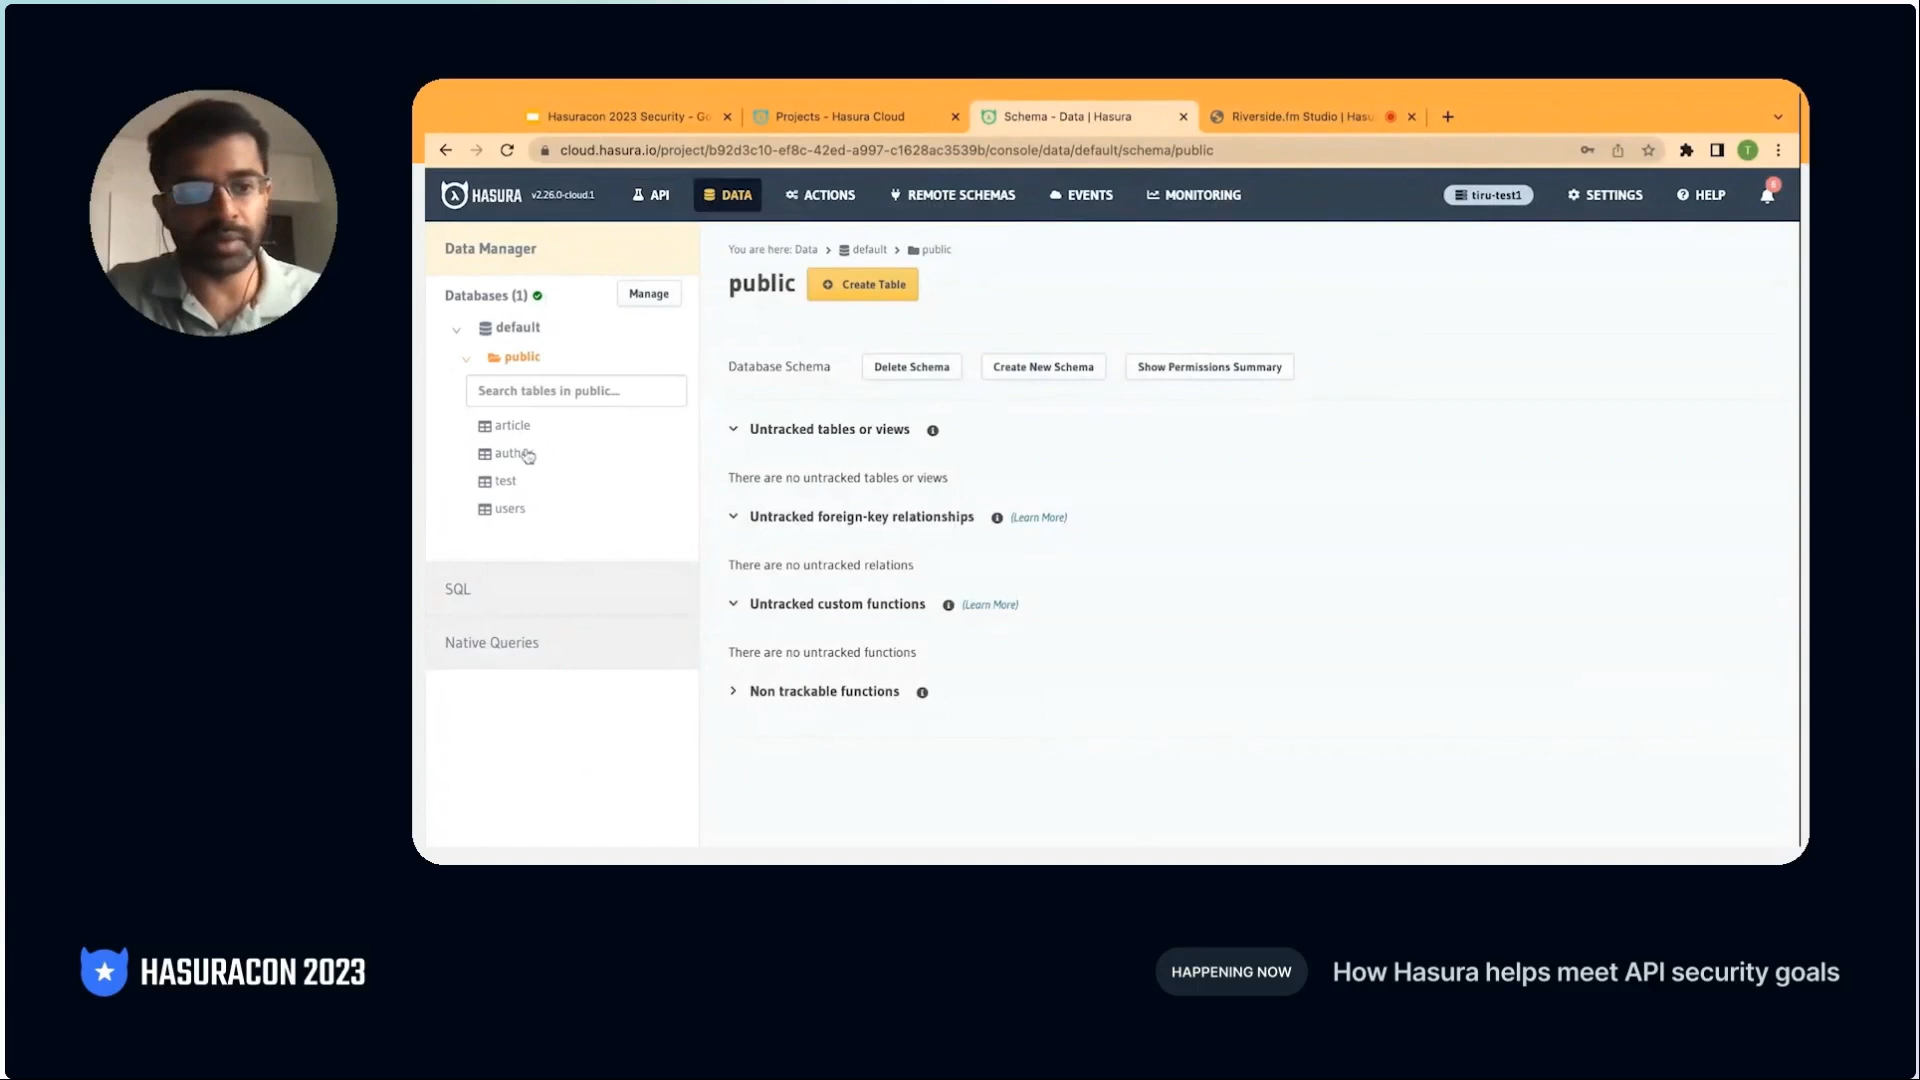 Hasuracon 2023 Security - Go
Projects - Hasura Cloud
Schema - Data | Hasura
Riverside.fm Studio | Hasu
cloud.hasura.io/project/b92d3c10-ef8c-42ed-a997-c1628ac3539b/console/data/default/schema/public
T
HASURA v2.26.0-cloud.1
API
DATA
ACTIONS
REMOTE SCHEMAS
EVENTS
MONITORING
tiru-test1
SETTINGS
HELP
Data Manager
Databases (1)
Manage
default
public
Search tables in public...
article
auth
test
users
SQL
Native Queries
You are here: Data > default > public
public
Create Table
Database Schema
Delete Schema
Create New Schema
Show Permissions Summary
Untracked tables or views
There are no untracked tables or views
Untracked foreign-key relationships (Learn More)
There are no untracked relations
Untracked custom functions (Learn More)
There are no untracked functions
Non trackable functions
HASURACON 2023
HAPPENING NOW
How Hasura helps meet API security goals